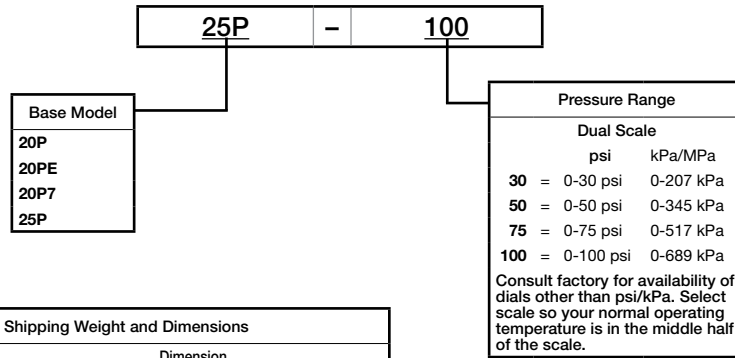 25P – 100
Base Model
20P
20PE
20P7
25P
Pressure Range
Dual Scale
psi kPa/MPa
30 = 0-30 psi 0-207 kPa
50 = 0-50 psi 0-345 kPa
75 = 0-75 psi 0-517 kPa
100 = 0-100 psi 0-689 kPa
Consult factory for availability of
dials other than psi/kPa. Select
scale so your normal operating
temperature is in the middle half
of the scale.
Shipping Weight and Dimensions
Dimension